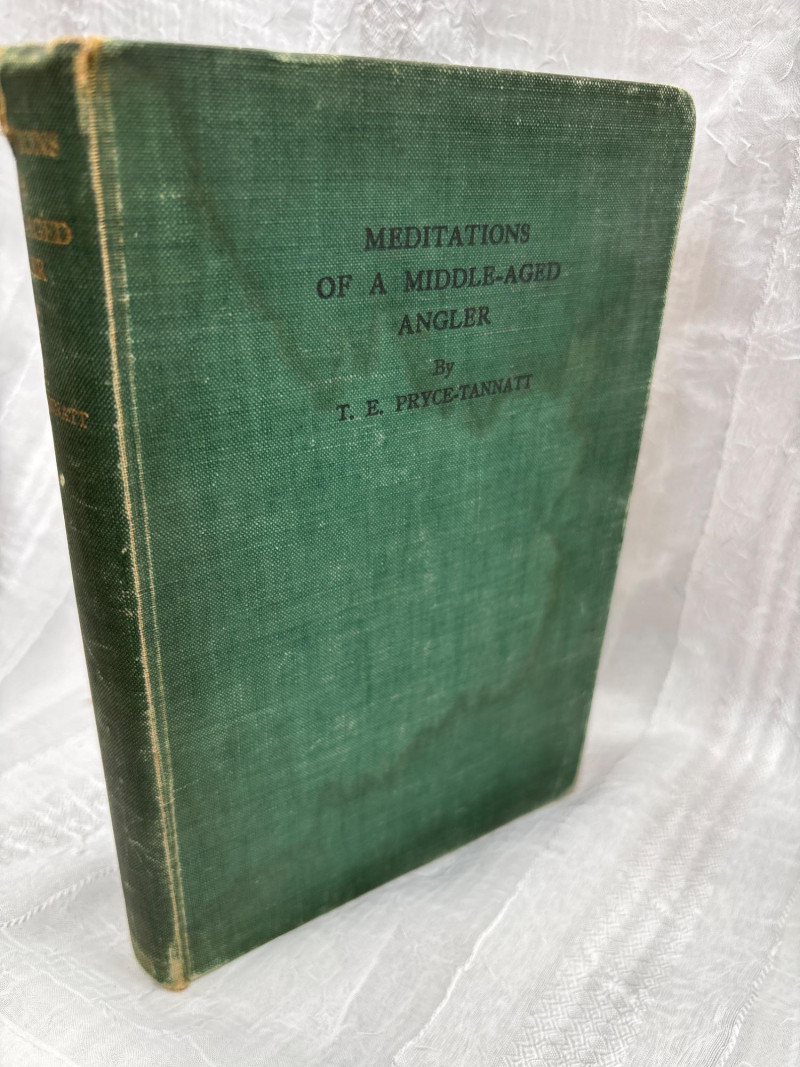 MEDITATIONS
OF A MIDDLE-AGED
ANGLER
By
T. E. PRYCE-TANNATT